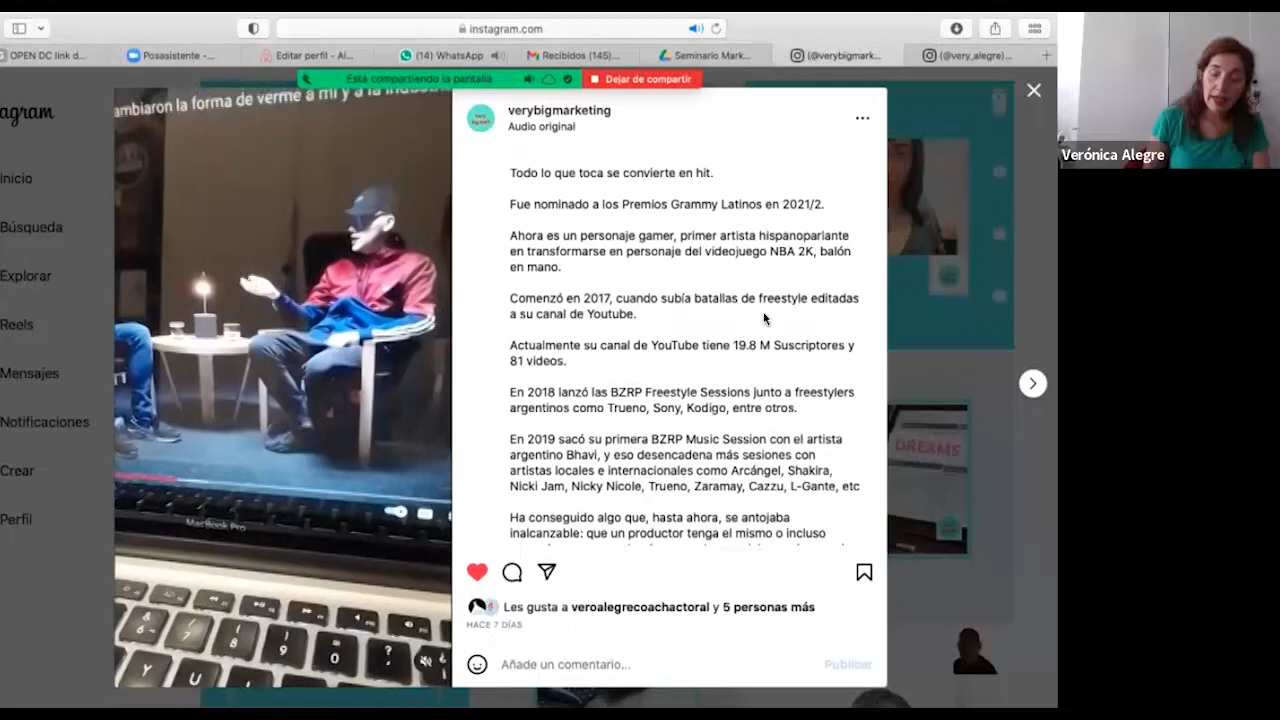 instagram.com
OPEN DC link d...
Posasistente -...
Editar perfil - Ai...
(14) WhatsApp
Recibidos (145)...
Seminario Mark...
(@verybigmark...
(@very_alegre)...
Está compartiendo la pantalla
Dejar de compartir
agram
Inicio
Búsqueda
Explorar
Reels
Mensajes
Notificaciones
Crear
Perfil
ambiaron la forma de verme a mí y a la
MacBook Pro
verybigmarketing
Audio original
Todo lo que toca se convierte en hit.
Fue nominado a los Premios Grammy Latinos en 2021/2.
Ahora es un personaje gamer, primer artista hispanoparlante
en transformarse en personaje del videojuego NBA 2K, balón
en mano.
Comenzó en 2017, cuando subía batallas de freestyle editadas
a su canal de Youtube.
Actualmente su canal de YouTube tiene 19.8 M Suscriptores y
81 videos.
En 2018 lanzó las BZRP Freestyle Sessions junto a freestylers
argentinos como Trueno, Sony, Kodigo, entre otros.
En 2019 sacó su primera BZRP Music Session con el artista
argentino Bhavi, y eso desencadena más sesiones con
artistas locales e internacionales como Arcángel, Shakira,
Nicki Jam, Nicky Nicole, Trueno, Zaramay, Cazzu, L-Gante, etc
Ha conseguido algo que, hasta ahora, se antojaba
inalcanzable: que un productor tenga el mismo o incluso
Les gusta a veroalegrecoachactoral y 5 personas más
HACE 7 DÍAS
Añade un comentario...
Publicar
DREAMS
Verónica Alegre